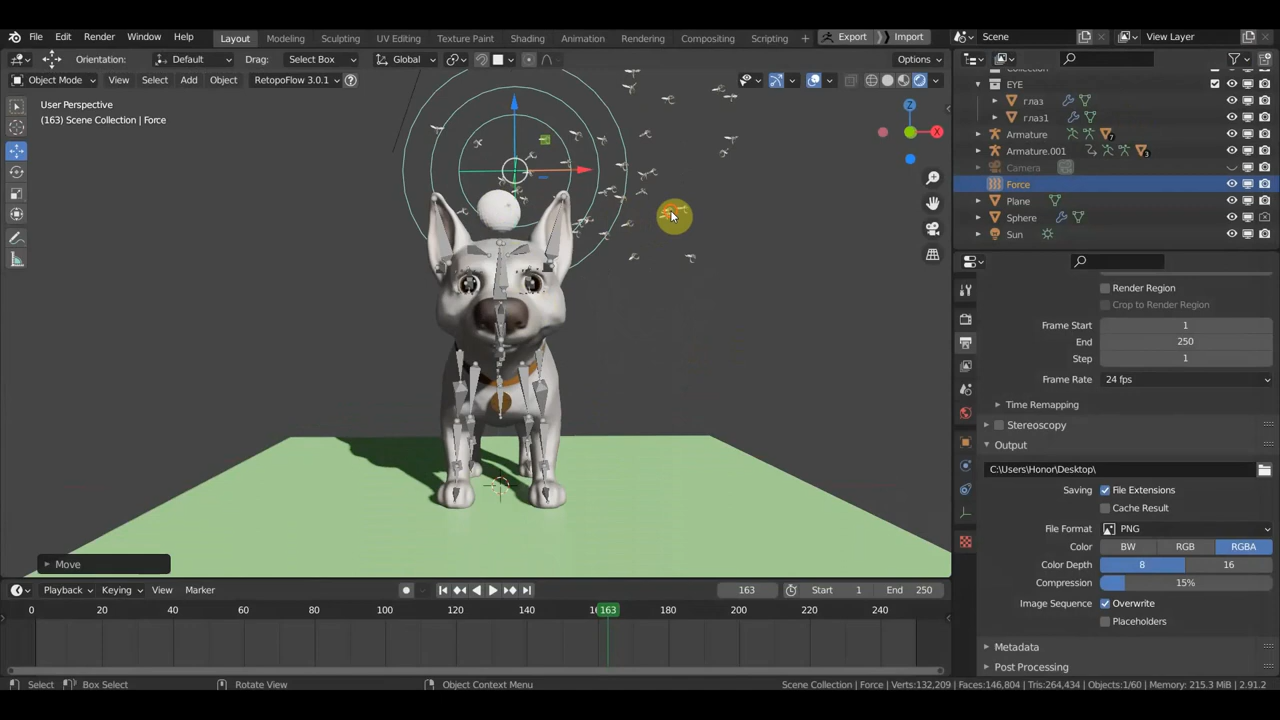 File Edit Render Window Help
Layout Modeling Sculpting UV Editing Texture Paint Shading Animation Rendering Compositing Scripting + Export Import
Scene View Layer
Orientation: Default Drag: Select Box Global Options
Object Mode View Select Add Object RetopoFlow 3.0.1
User Perspective
(163) Scene Collection | Force
Z
X
EYE
глаз
глаз1
Armature 7
Armature.001 3
Camera
Force
Plane
Sphere
Sun
Render Region
Crop to Render Region
Frame Start 1
End 250
Step 1
Frame Rate 24 fps
Time Remapping
Stereoscopy
Output
C:\Users\Honor\Desktop\
Saving File Extensions
Cache Result
File Format PNG
Color BW RGB RGBA
Color Depth 8 16
Compression 15%
Image Sequence Overwrite
Placeholders
Metadata
Post Processing
Move
Playback Keying View Marker 163 Start 1 End 250
0 20 40 60 80 100 120 140 163 180 200 220 240
Select Box Select Rotate View Object Context Menu Scene Collection | Force | Verts:132,209 | Faces:146,804 | Tris:264,434 | Objects:1/60 | Memory: 215.3 MiB | 2.91.2